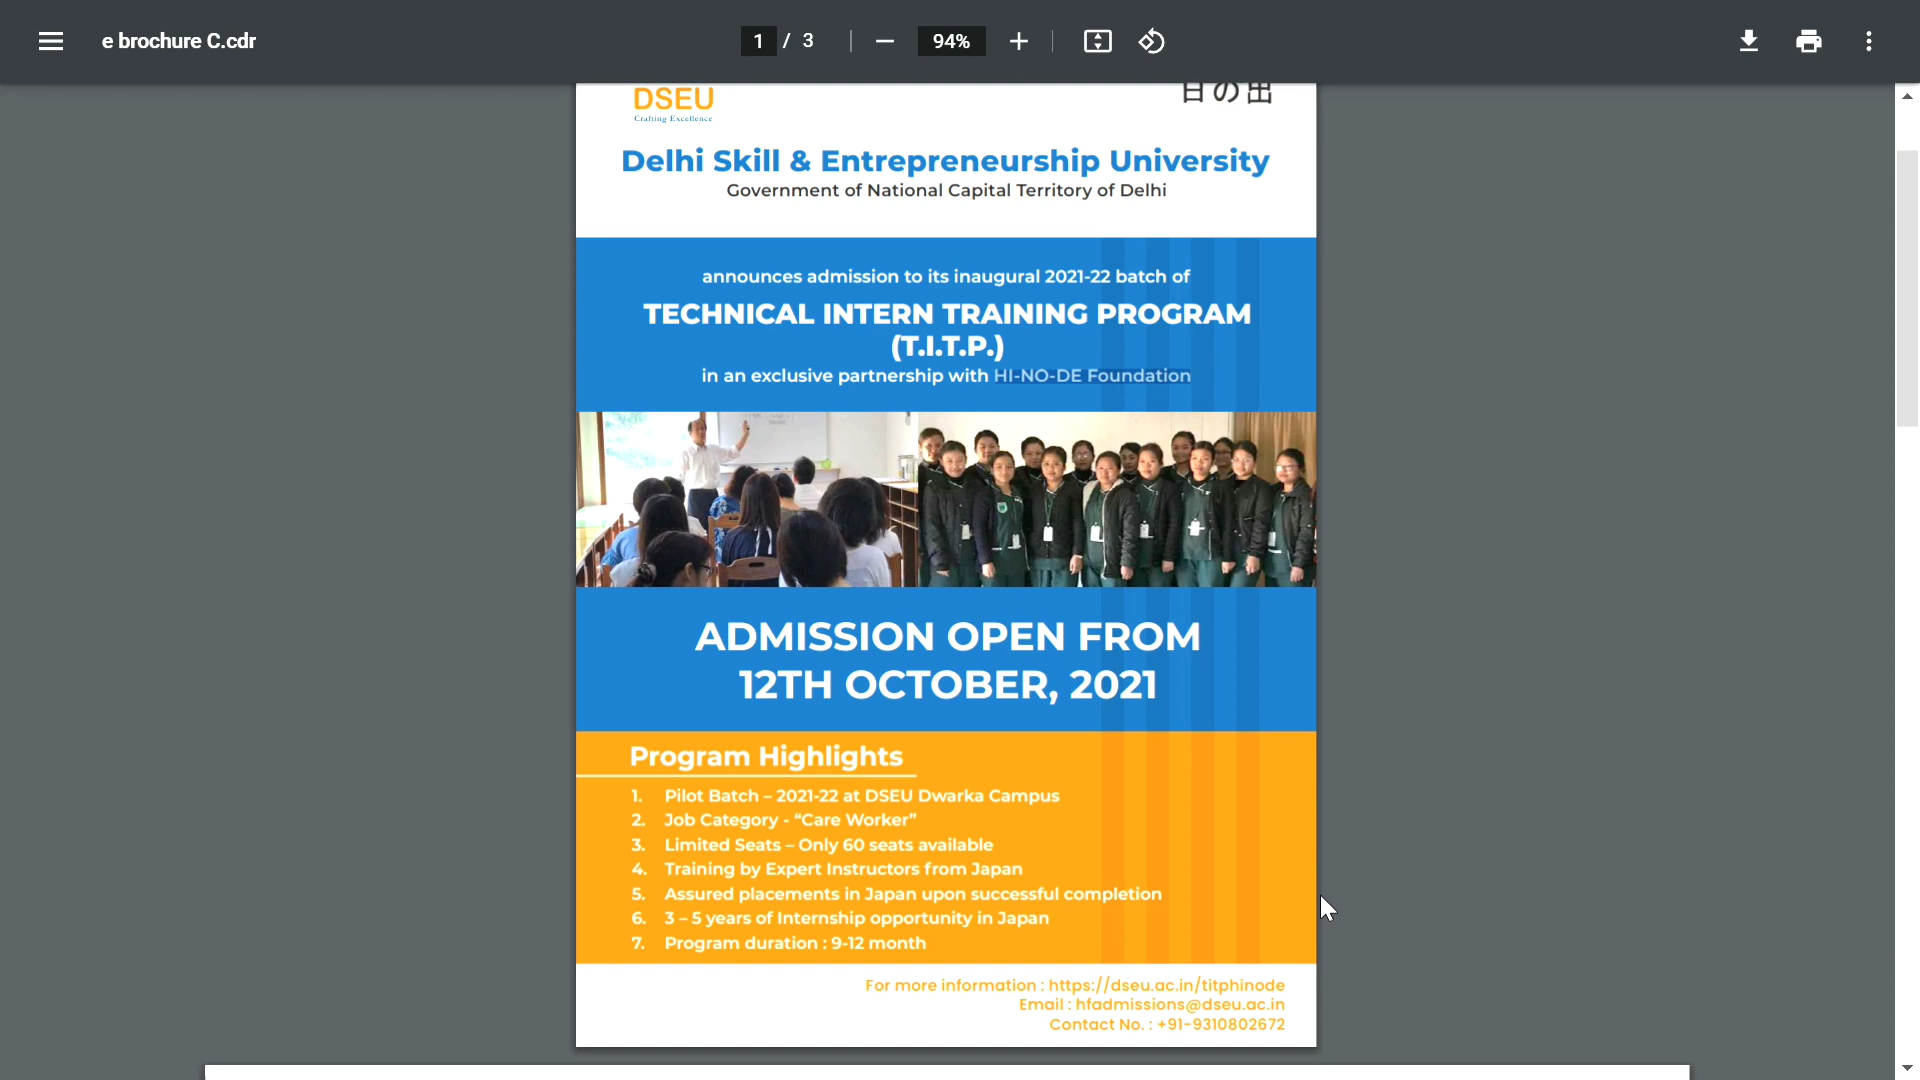 e brochure C.cdr
1 / 3
94%
DSEU
Crafting Excellence
日の出
Delhi Skill & Entrepreneurship University
Government of National Capital Territory of Delhi
announces admission to its inaugural 2021-22 batch of
TECHNICAL INTERN TRAINING PROGRAM
(T.I.T.P.)
in an exclusive partnership with HI-NO-DE Foundation
ADMISSION OPEN FROM
12TH OCTOBER, 2021
Program Highlights
1. Pilot Batch – 2021-22 at DSEU Dwarka Campus
2. Job Category - “Care Worker”
3. Limited Seats – Only 60 seats available
4. Training by Expert Instructors from Japan
5. Assured placements in Japan upon successful completion
6. 3 – 5 years of Internship opportunity in Japan
7. Program duration : 9-12 month
For more information : https://dseu.ac.in/titphinode
Email : hfadmissions@dseu.ac.in
Contact No. : +91-9310802672